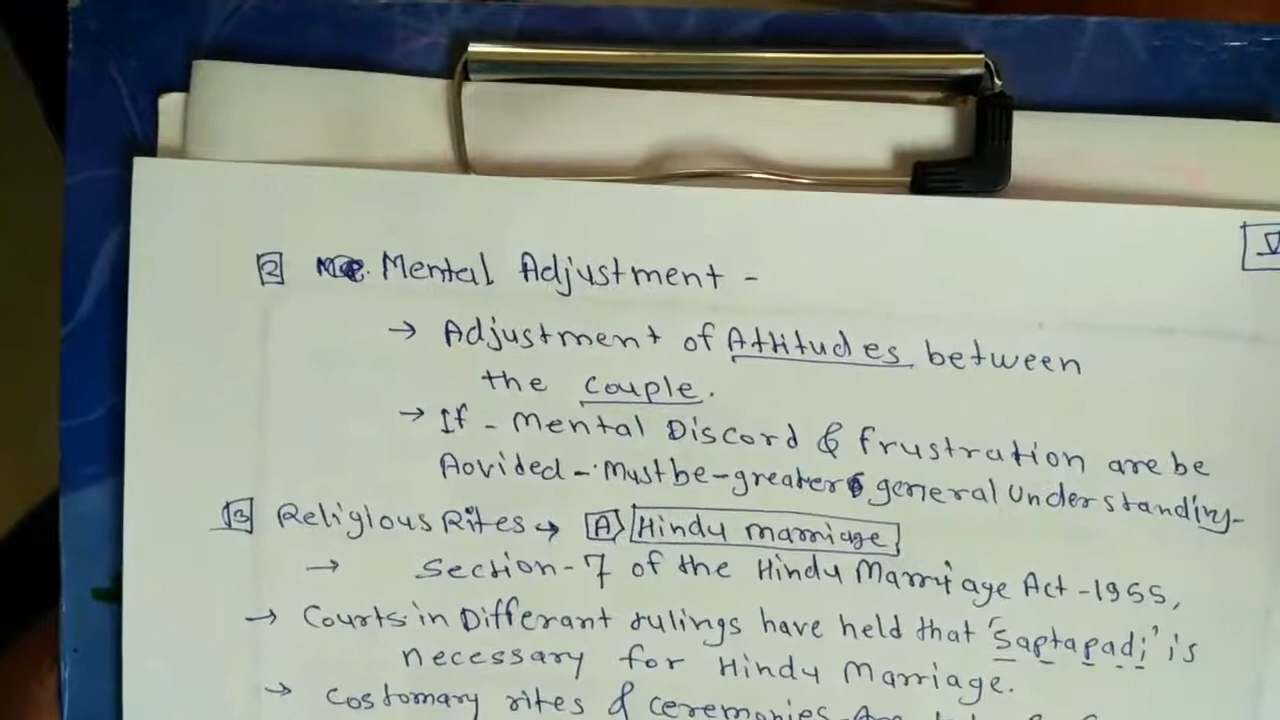 V
2 Mental Adjustment -
→ Adjustment of Attitudes between
the couple.
→ If - Mental Discord & frustration are be
Aovided - Must be - greater general Understanding -
3 Religious Rites → A Hindu marriage
→ Section - 7 of the Hindu Marriage Act - 1955,
→ Courts in Differant rulings have held that 'Saptapadi' is
necessary for Hindu Marriage.
→ Costomary rites & ceremonies